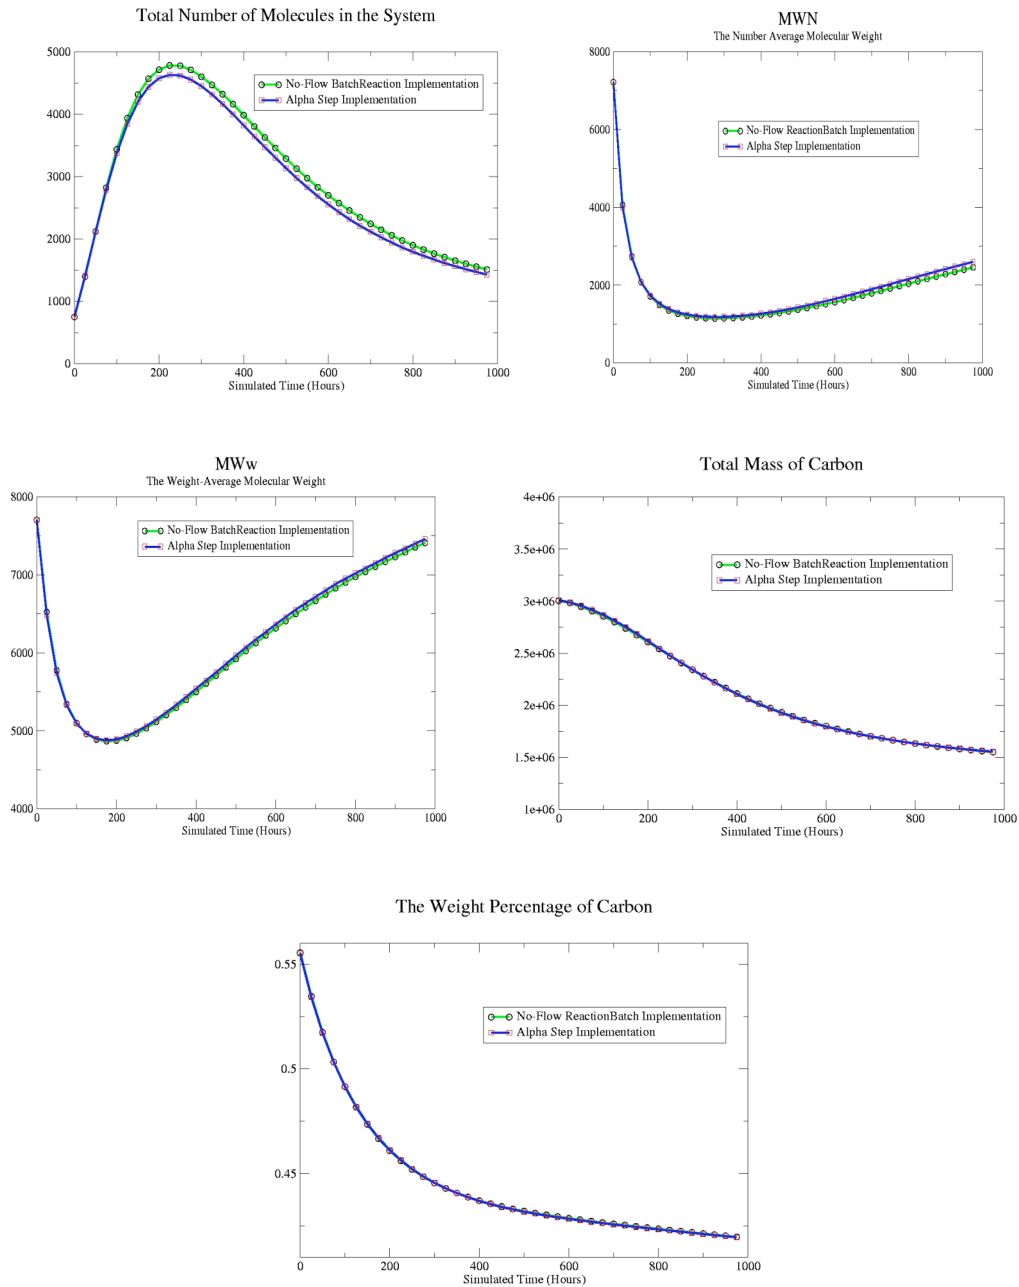 Total Number of Molecules in the System
5000
4000
3000
2000
1000
0
No-Flow BatchReaction Implementation
Alpha Step Implementation
0 200 400 600 800 1000
Simulated Time (Hours)
MWN
The Number Average Molecular Weight
8000
6000
4000
2000
0
No-Flow ReactionBatch Implementation
Alpha Step Implementation
0 200 400 600 800 1000
Simulated Time (Hours)
MWw
The Weight-Average Molecular Weight
8000
7000
6000
5000
4000
No-Flow BatchReaction Implementation
Alpha Step Implementation
0 200 400 600 800 1000
Simulated Time (Hours)
Total Mass of Carbon
4e+06
3.5e+06
3e+06
2.5e+06
2e+06
1.5e+06
1e+06
No-Flow BatchReaction Implementation
Alpha Step Implementation
0 200 400 600 800 1000
Simulated Time (Hours)
The Weight Percentage of Carbon
0.55
0.5
0.45
No-Flow ReactionBatch Implementation
Alpha Step Implementation
0 200 400 600 800 1000
Simulated Time (Hours)